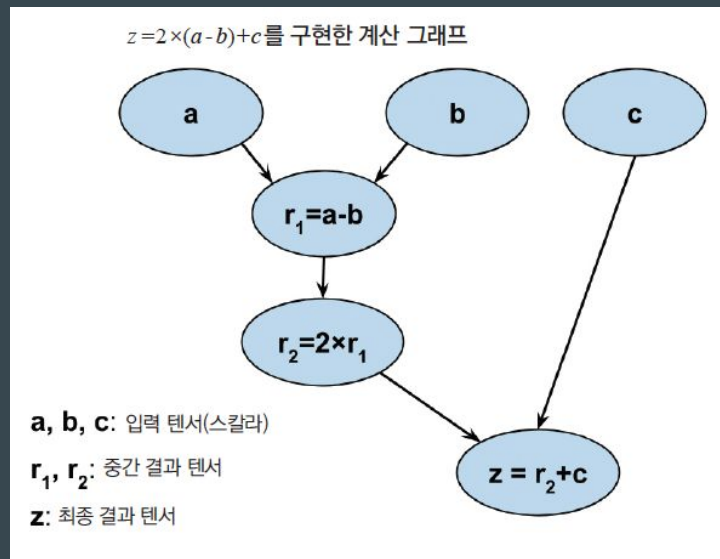 z=2×(a-b)+c를 구현한 계산 그래프
a
b
c
r₁=a-b
r₂=2×r₁
z = r₂+c
a, b, c: 입력 텐서(스칼라)
r₁, r₂: 중간 결과 텐서
z: 최종 결과 텐서